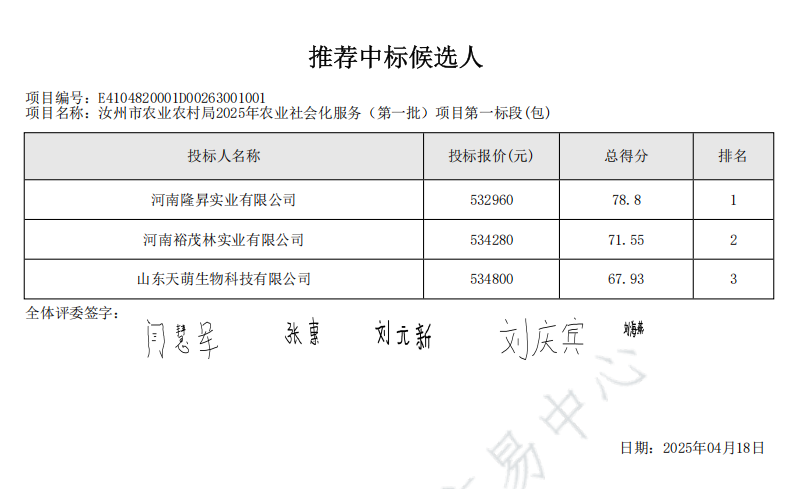 推荐中标候选人
项目编号：E4104820001D00263001001
项目名称：汝州市农业农村局2025年农业社会化服务（第一批）项目第一标段(包)
投标人名称 投标报价(元) 总得分 排名
河南隆昇实业有限公司 532960 78.8 1
河南裕茂林实业有限公司 534280 71.55 2
山东天萌生物科技有限公司 534800 67.93 3
全体评委签字：
闫慧军 张 刘元新 刘庆宾
易中心
日期：2025年04月18日